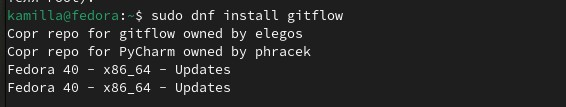 kamilla@fedora:~$ sudo dnf install gitflow
Copr repo for gitflow owned by elegos
Copr repo for PyCharm owned by phracek
Fedora 40 - x86_64 - Updates
Fedora 40 - x86_64 - Updates